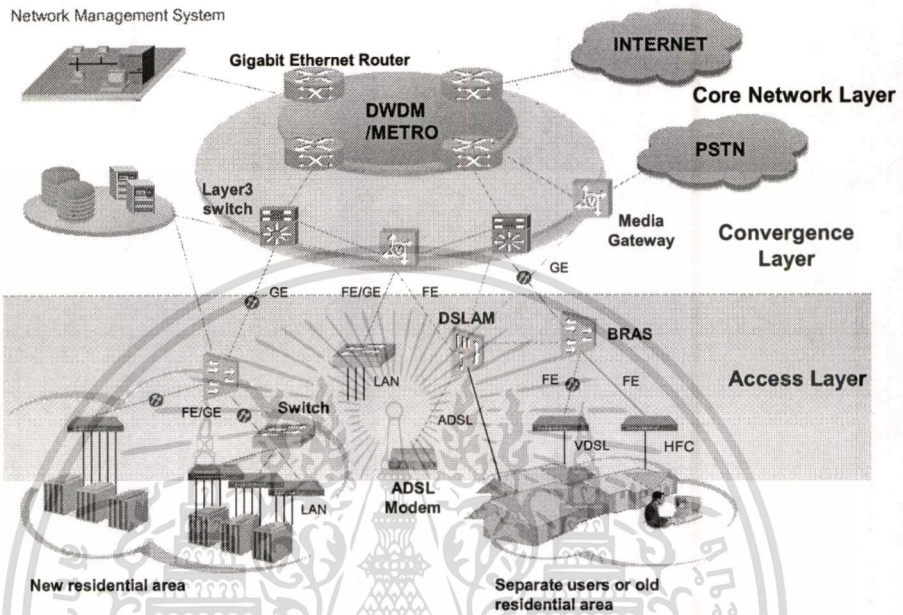 Network Management System
Gigabit Ethernet Router
INTERNET
Core Network Layer
DWDM
/METRO
PSTN
Layer3
switch
Media
Gateway
Convergence
Layer
GE
GE
FE/GE
FE
DSLAM
BRAS
Access Layer
LAN
FE
FE
FE/GE
Switch
ADSL
VDSL
HFC
ADSL
Modem
LAN
New residential area
Separate users or old
residential area